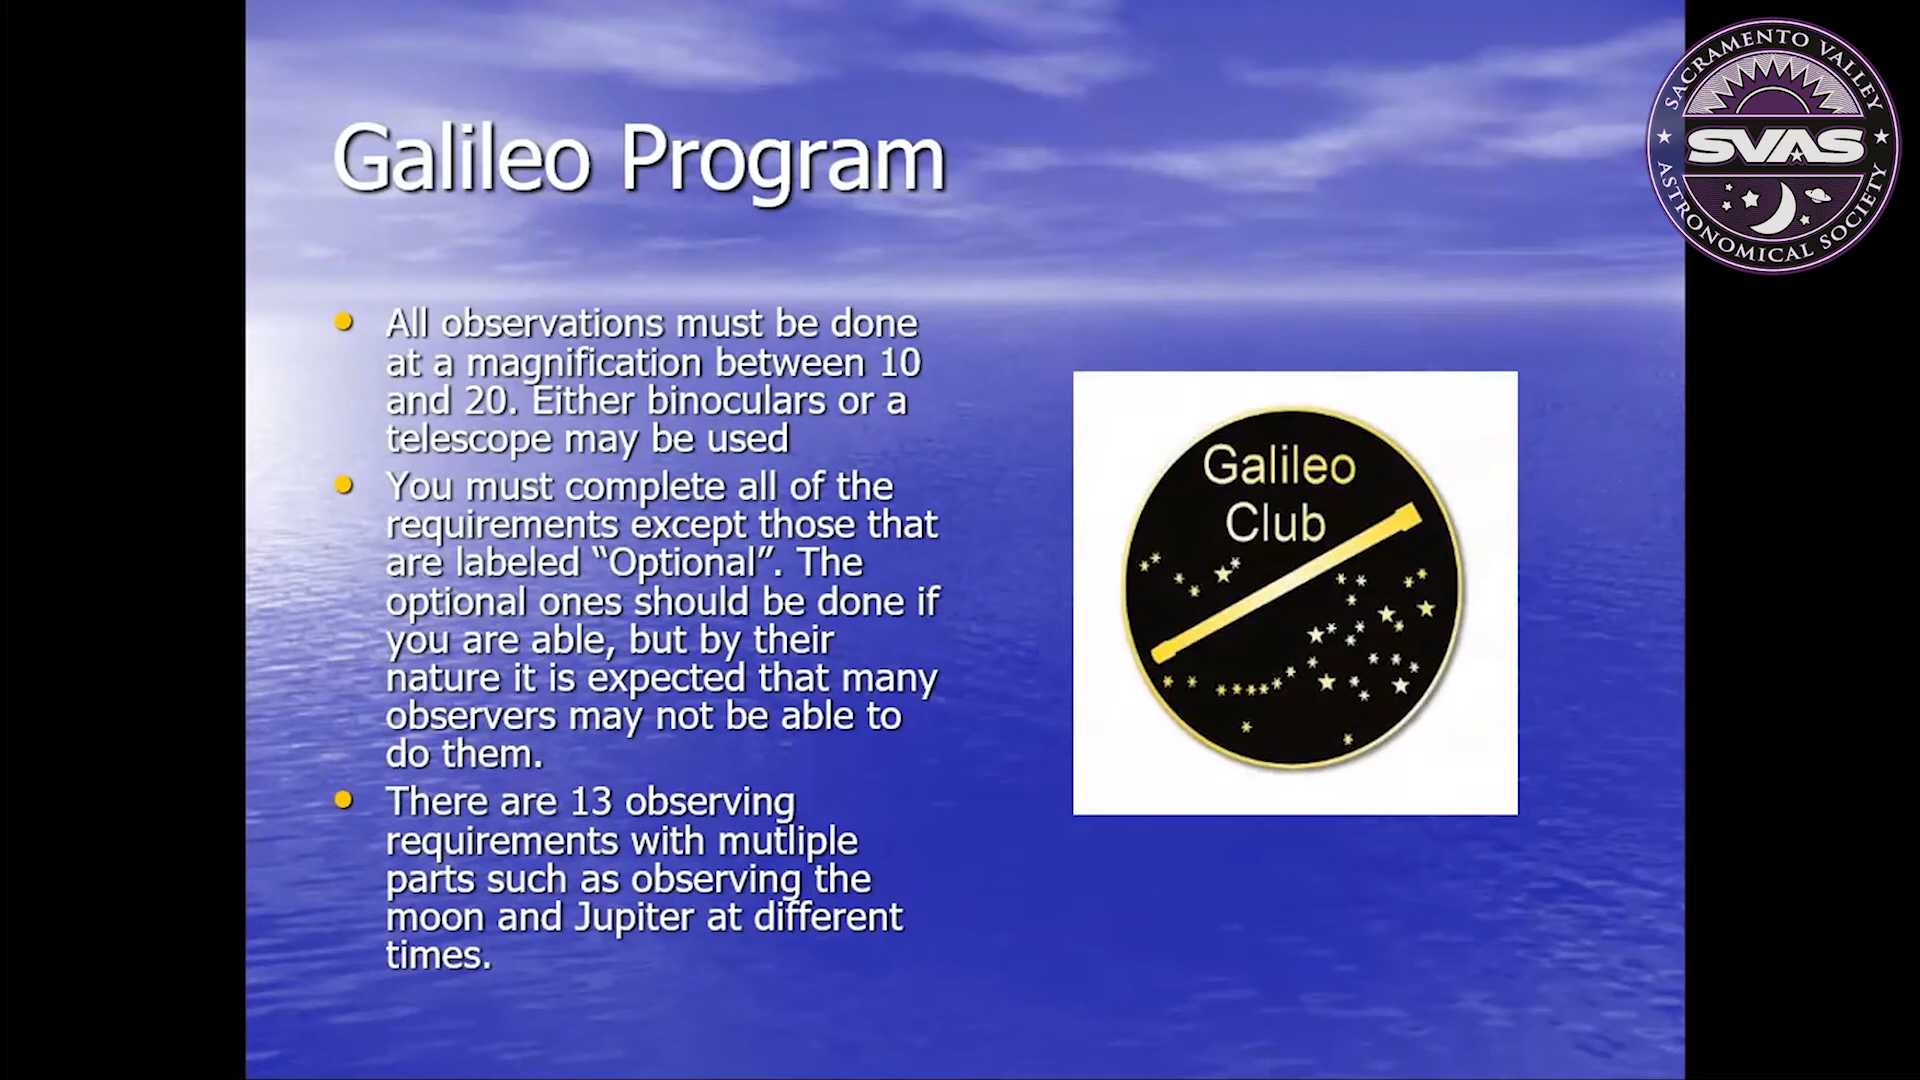 Galileo Program
All observations must be done
at a magnification between 10
and 20. Either binoculars or a
telescope may be used
You must complete all of the
requirements except those that
are labeled “Optional”. The
optional ones should be done if
you are able, but by their
nature it is expected that many
observers may not be able to
do them.
There are 13 observing
requirements with mutliple
parts such as observing the
moon and Jupiter at different
times.
Galileo
Club
SACRAMENTO VALLEY
SVAS
ASTRONOMICAL SOCIETY